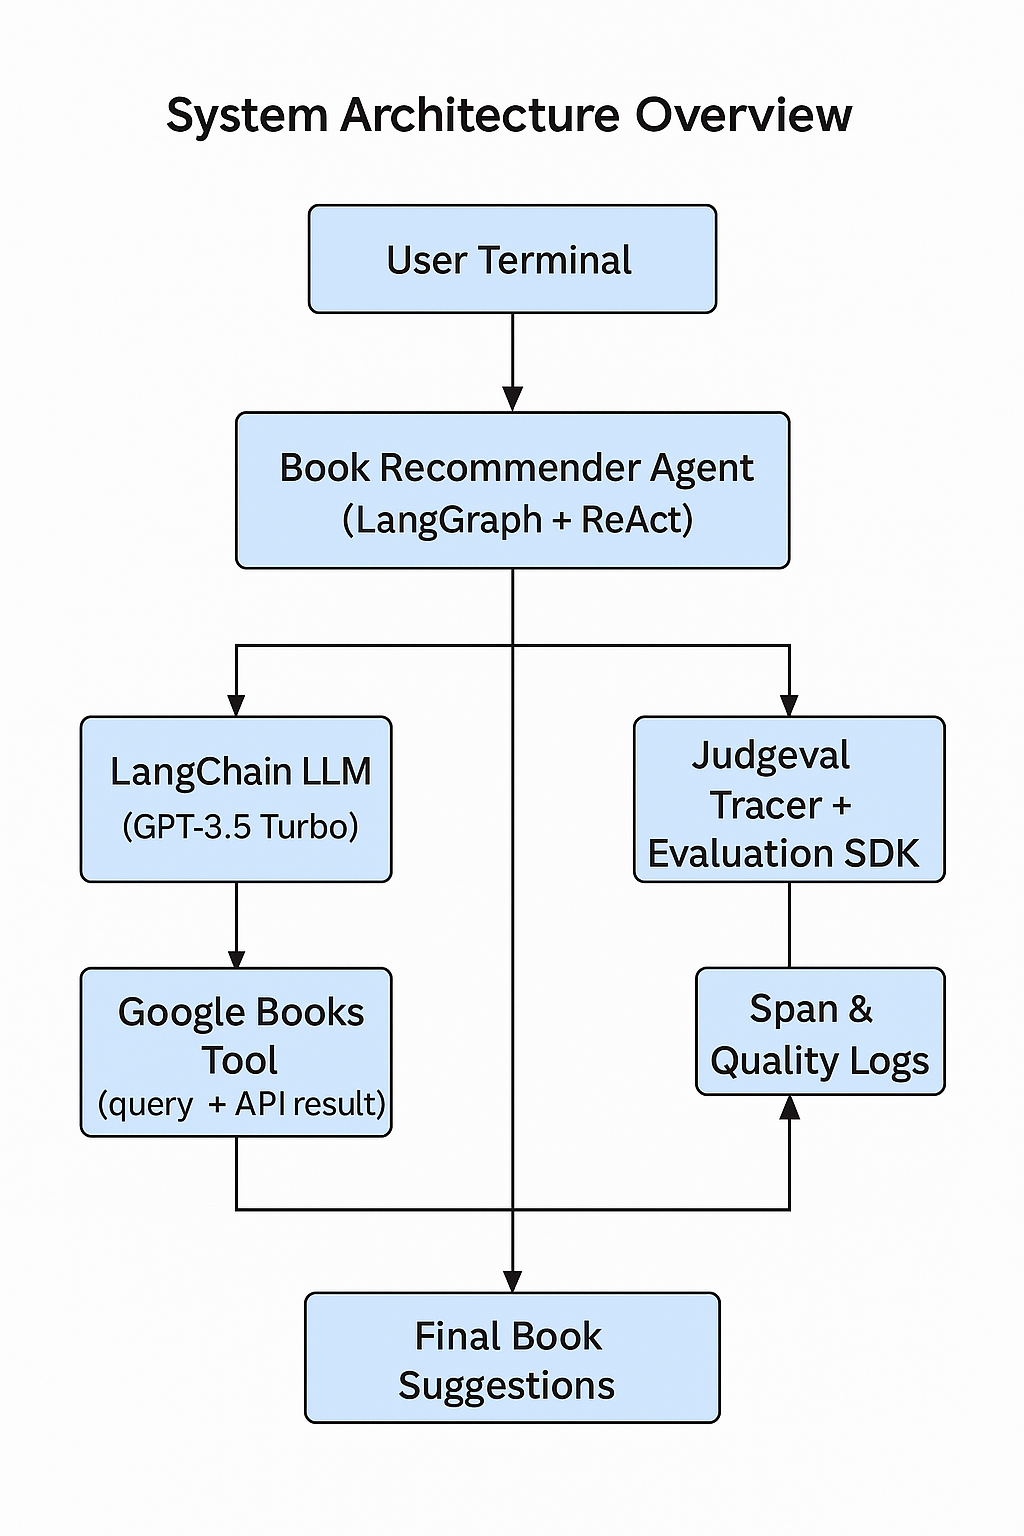 System Architecture Overview
User Terminal
Book Recommender Agent
(LangGraph + ReAct)
LangChain LLM
(GPT-3.5 Turbo)
Judgeval
Tracer +
Evaluation SDK
Google Books
Tool
(query + API result)
Span &
Quality Logs
Final Book
Suggestions